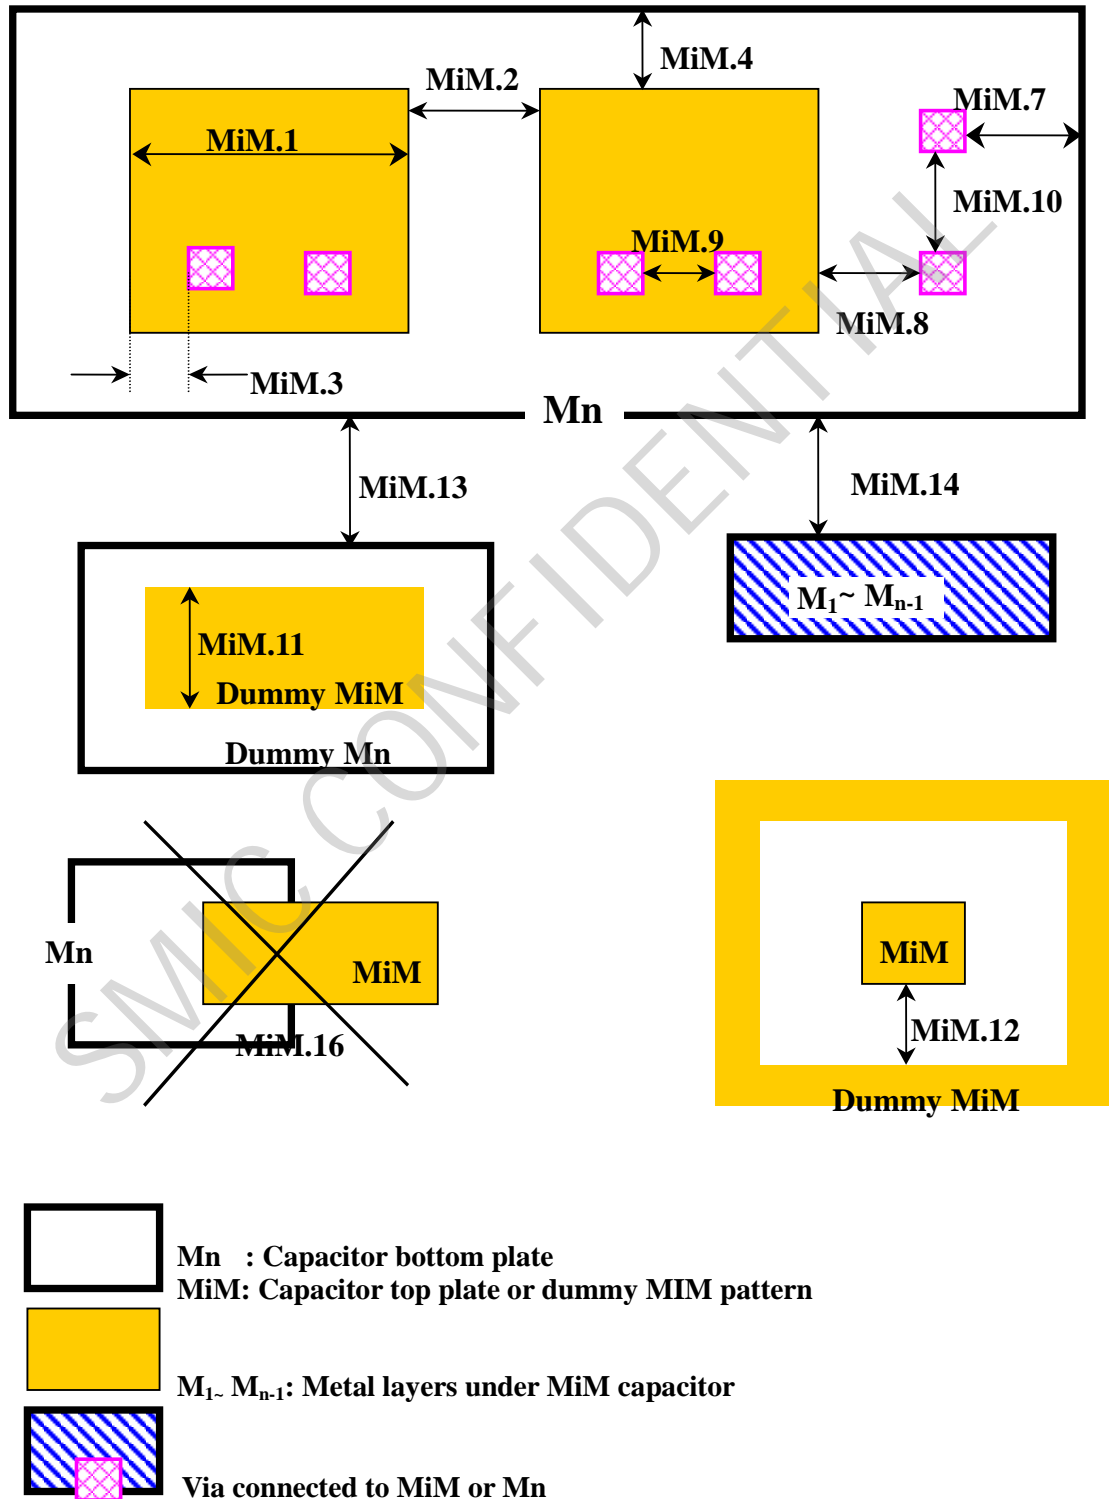 MiM.4
MiM.2
MiM.7
MiM.1
MiM.10
MiM.9
MiM.8
MiM.3
Mn
MiM.13
MiM.14
M1~ Mn-1
MiM.11
Dummy MiM
Dummy Mn
Mn
MiM
MiM
MiM.12
MiM.16
Dummy MiM
SMIC CONFIDENTIAL
Mn : Capacitor bottom plate
MiM: Capacitor top plate or dummy MIM pattern
M1~ Mn-1: Metal layers under MiM capacitor
Via connected to MiM or Mn